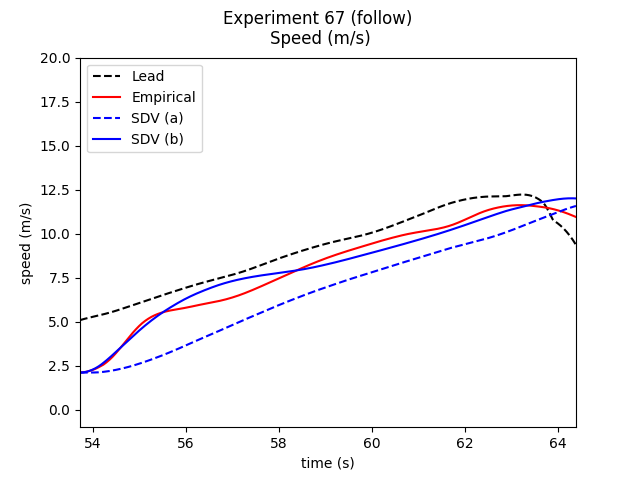 Experiment 67 (follow)
Speed (m/s)
20.0
17.5
15.0
12.5
10.0
7.5
5.0
2.5
0.0
speed (m/s)
Lead
Empirical
SDV (a)
SDV (b)
54 56 58 60 62 64
time (s)